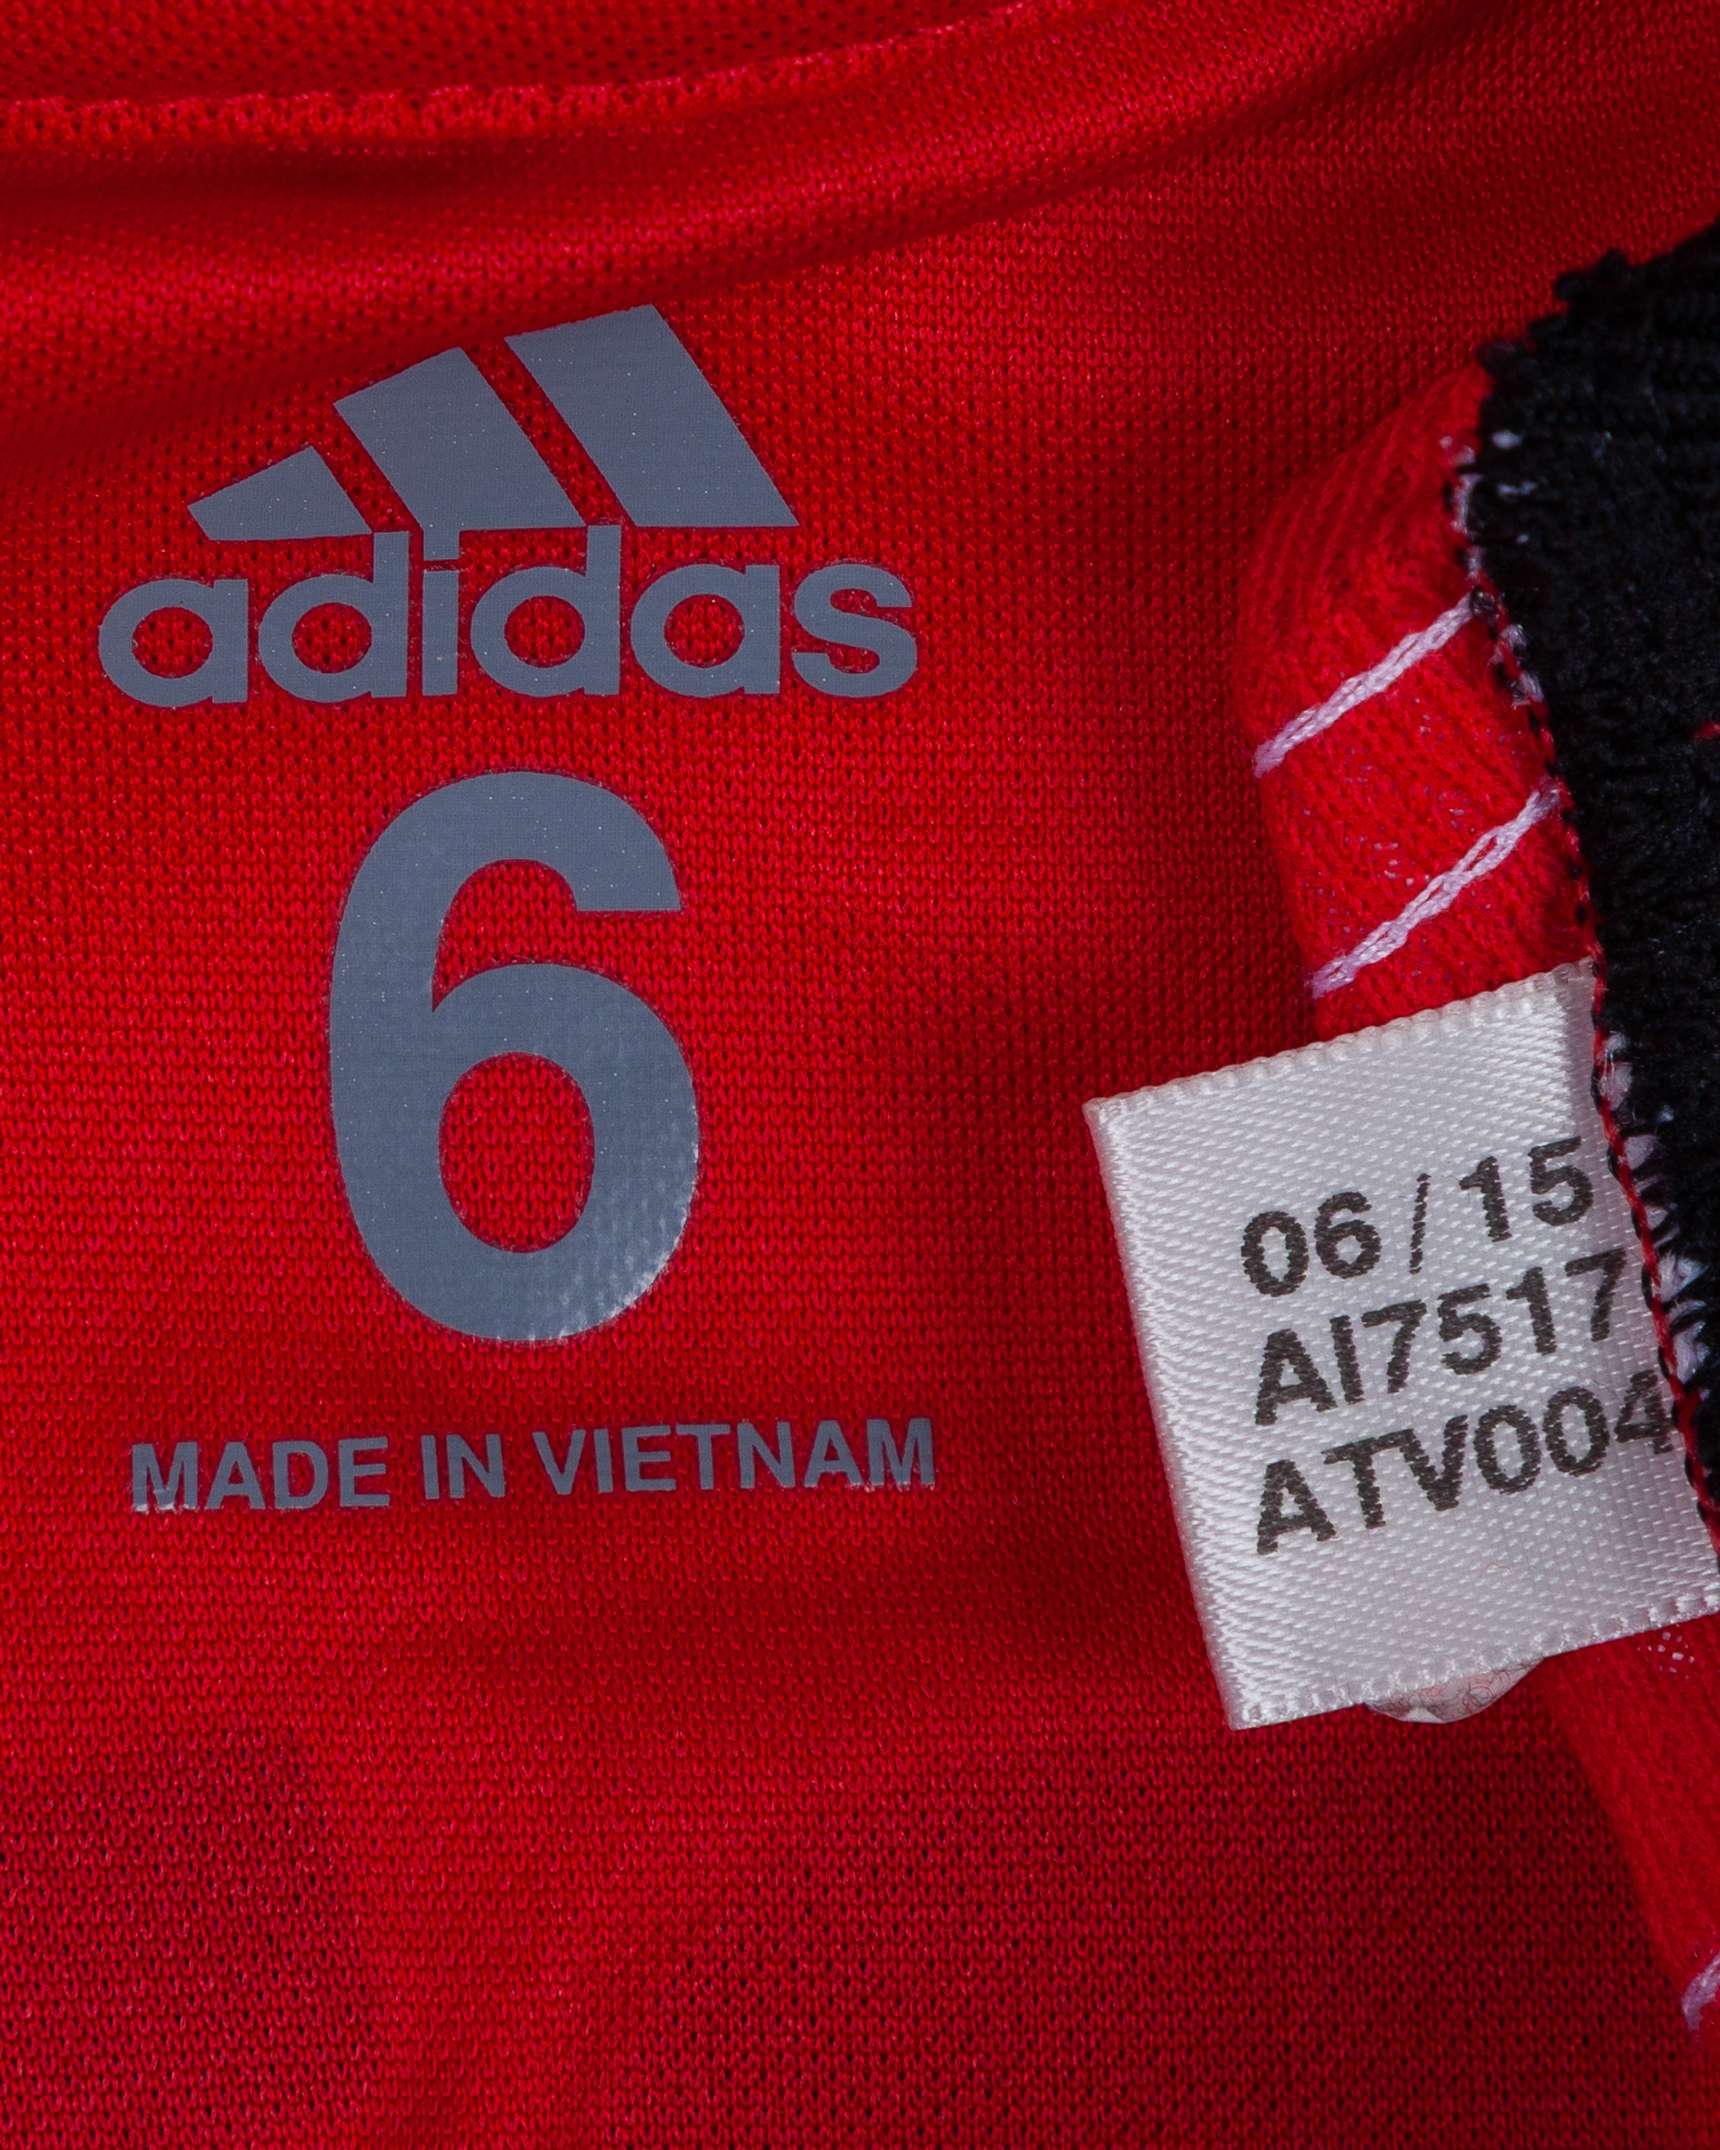 adidas
6
MADE IN VIETNAM
06/15
AI7517
ATV004